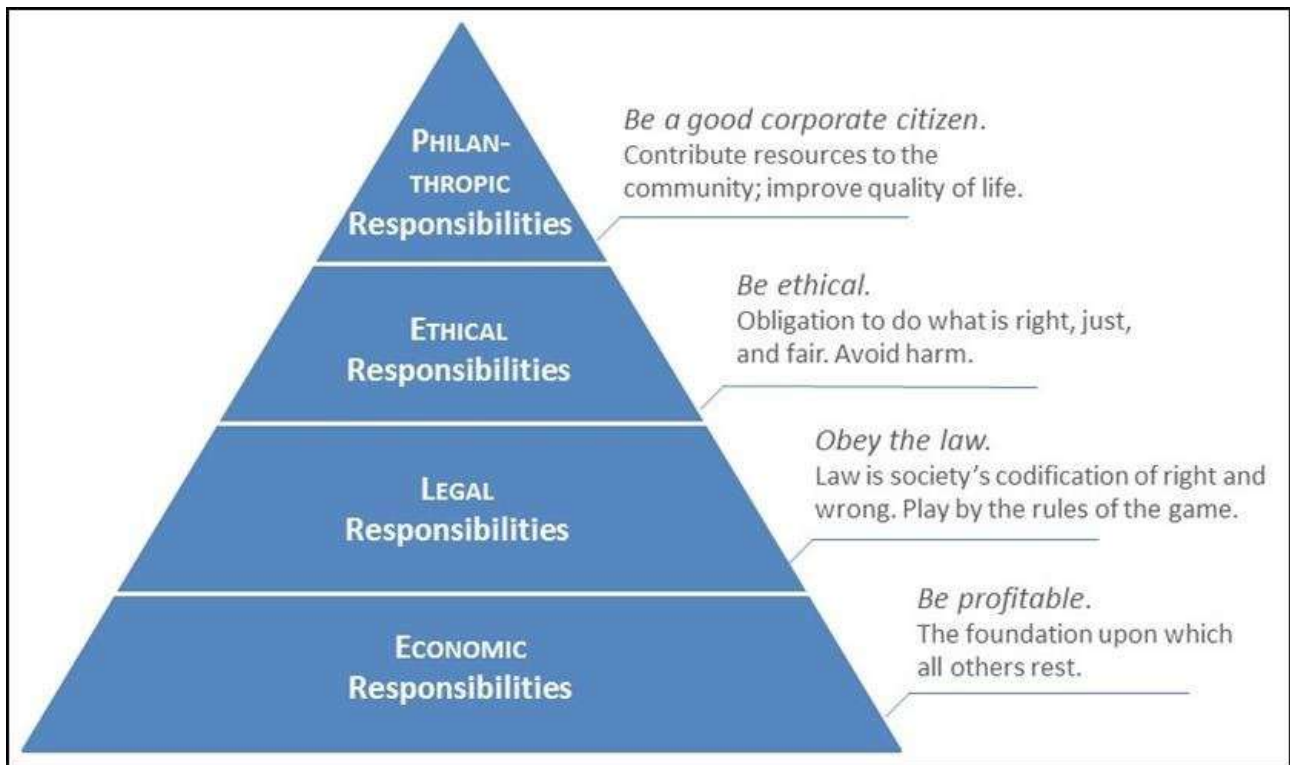 PHILAN-
THROPIC
Responsibilities
Be a good corporate citizen.
Contribute resources to the
community; improve quality of life.
ETHICAL
Responsibilities
Be ethical.
Obligation to do what is right, just,
and fair. Avoid harm.
LEGAL
Responsibilities
Obey the law.
Law is society’s codification of right and
wrong. Play by the rules of the game.
ECONOMIC
Responsibilities
Be profitable.
The foundation upon which
all others rest.